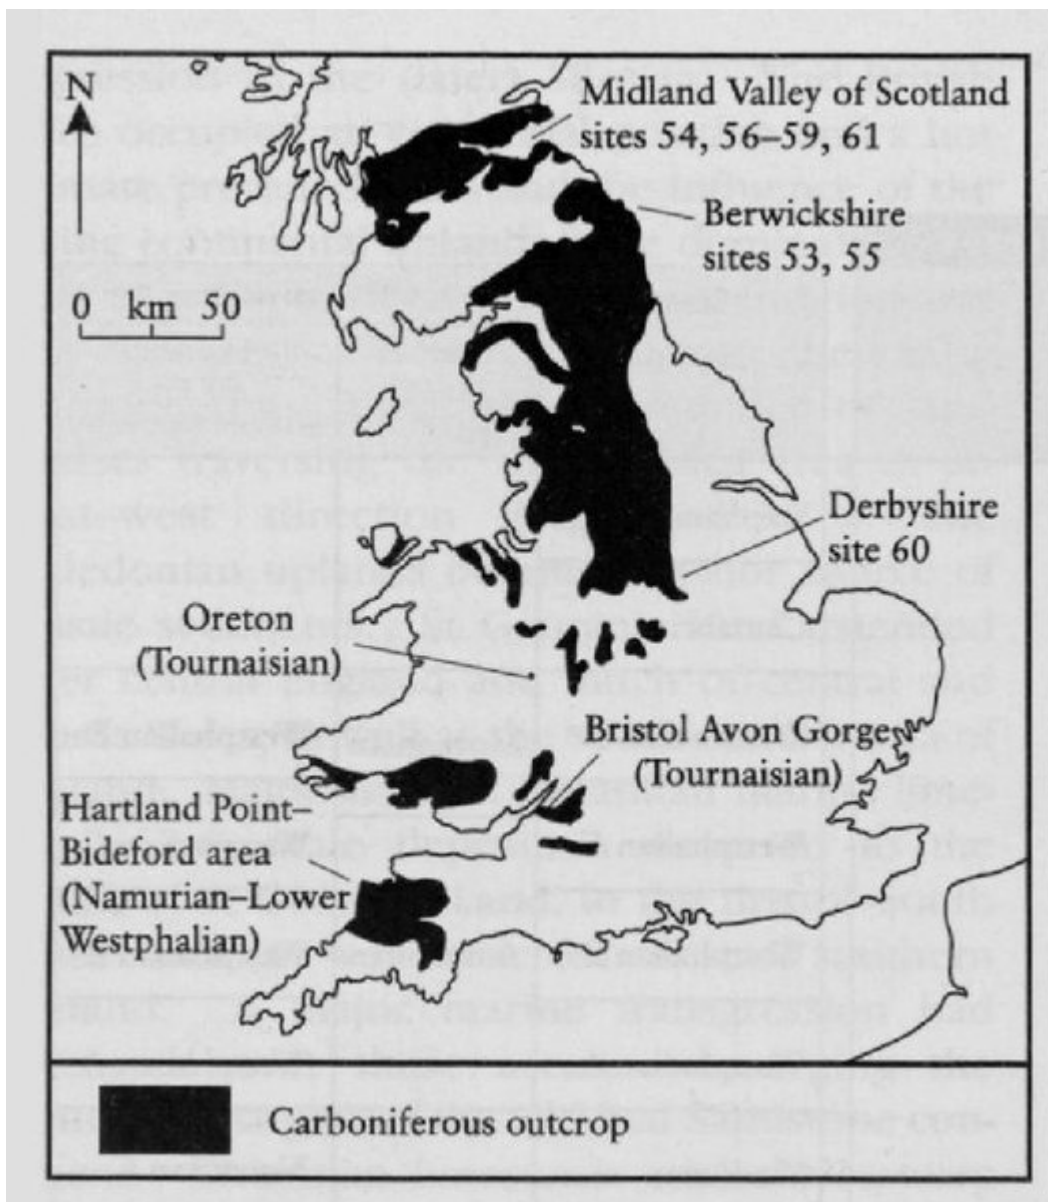 N
Midland Valley of Scotland
sites 54, 56–59, 61
Berwickshire
sites 53, 55
0 km 50
Derbyshire
site 60
Oreton
(Tournaisian)
Bristol Avon Gorge
(Tournaisian)
Hartland Point–
Bideford area
(Namurian–Lower
Westphalian)
Carboniferous outcrop